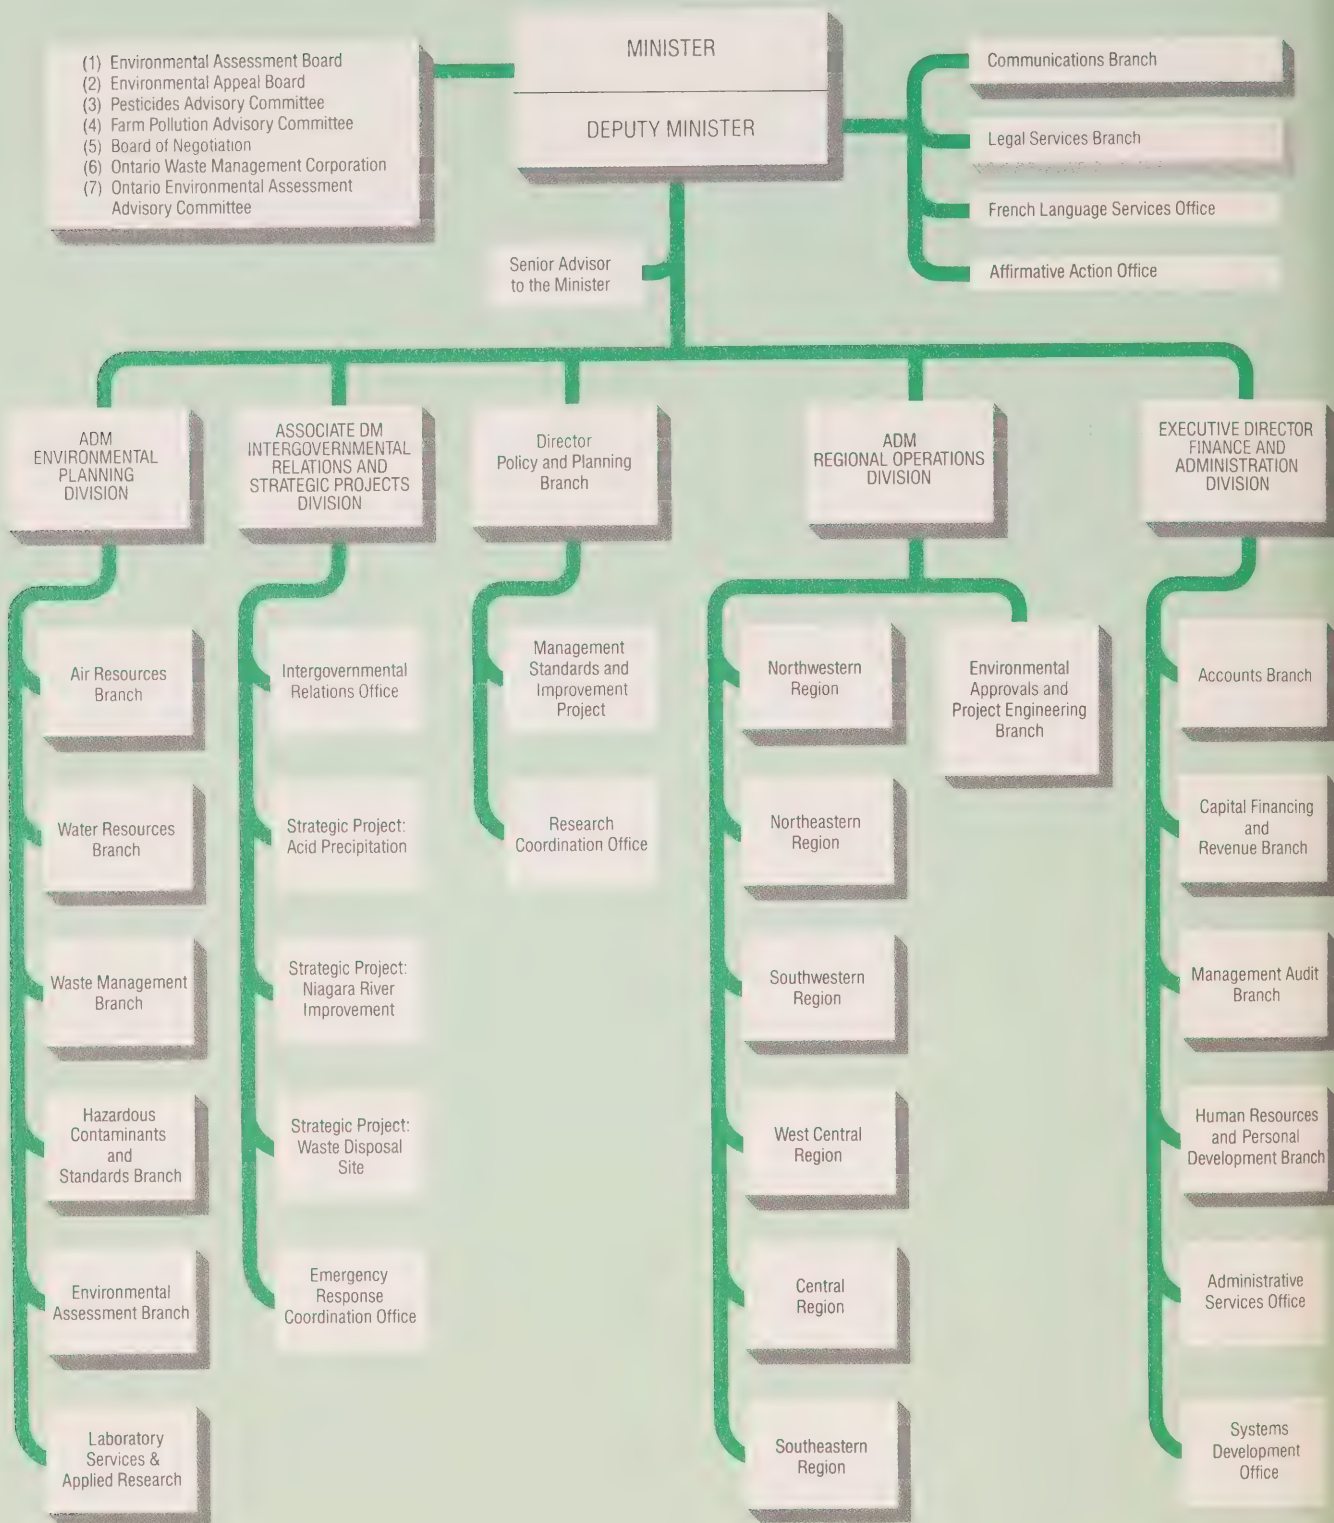 MINISTER
DEPUTY MINISTER
(1) Environmental Assessment Board
(2) Environmental Appeal Board
(3) Pesticides Advisory Committee
(4) Farm Pollution Advisory Committee
(5) Board of Negotiation
(6) Ontario Waste Management Corporation
(7) Ontario Environmental Assessment
Advisory Committee
Communications Branch
Legal Services Branch
French Language Services Office
Affirmative Action Office
Senior Advisor
to the Minister
ADM
ENVIRONMENTAL
PLANNING
DIVISION
ASSOCIATE DM
INTERGOVERNMENTAL
RELATIONS AND
STRATEGIC PROJECTS
DIVISION
Director
Policy and Planning
Branch
ADM
REGIONAL OPERATIONS
DIVISION
EXECUTIVE DIRECTOR
FINANCE AND
ADMINISTRATION
DIVISION
Air Resources
Branch
Water Resources
Branch
Waste Management
Branch
Hazardous
Contaminants
and
Standards Branch
Environmental
Assessment Branch
Laboratory
Services &
Applied Research
Intergovernmental
Relations Office
Strategic Project:
Acid Precipitation
Strategic Project:
Niagara River
Improvement
Strategic Project:
Waste Disposal
Site
Emergency
Response
Coordination Office
Management
Standards and
Improvement
Project
Research
Coordination Office
Northwestern
Region
Northeastern
Region
Southwestern
Region
West Central
Region
Central
Region
Southeastern
Region
Environmental
Approvals and
Project Engineering
Branch
Accounts Branch
Capital Financing
and
Revenue Branch
Management Audit
Branch
Human Resources
and Personal
Development Branch
Administrative
Services Office
Systems
Development
Office